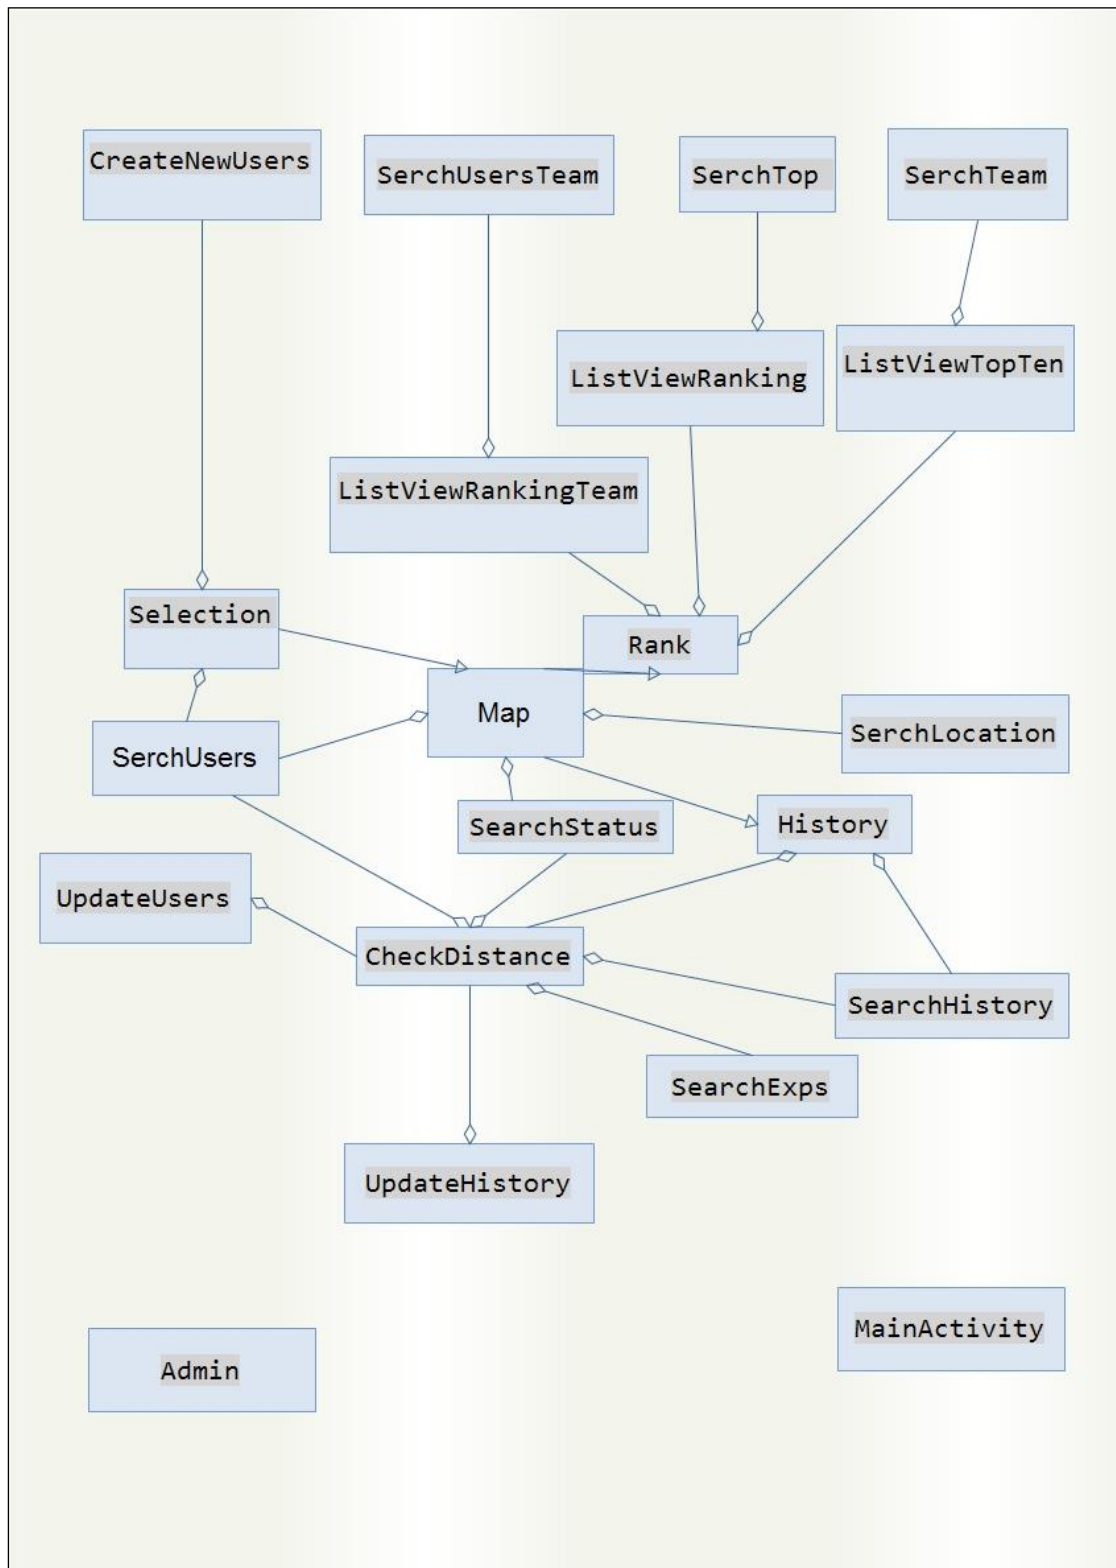 CreateNewUsers
SerchUsersTeam
SerchTop
SerchTeam
ListViewRanking
ListViewTopTen
ListViewRankingTeam
Selection
Rank
Map
SerchUsers
SerchLocation
SearchStatus
History
UpdateUsers
CheckDistance
SearchHistory
SearchExps
UpdateHistory
MainActivity
Admin